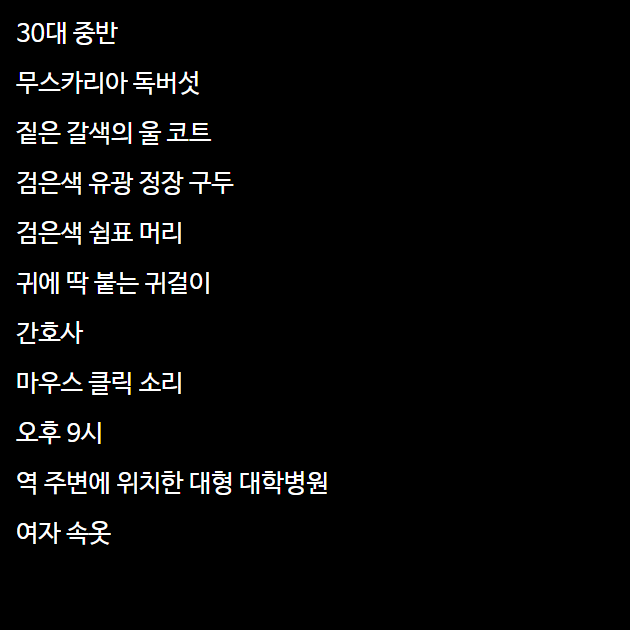 30대 중반
무스카리아 독버섯
짙은 갈색의 울 코트
검은색 유광 정장 구두
검은색 쉼표 머리
귀에 딱 붙는 귀걸이
간호사
마우스 클릭 소리
오후 9시
역 주변에 위치한 대형 대학병원
여자 속옷